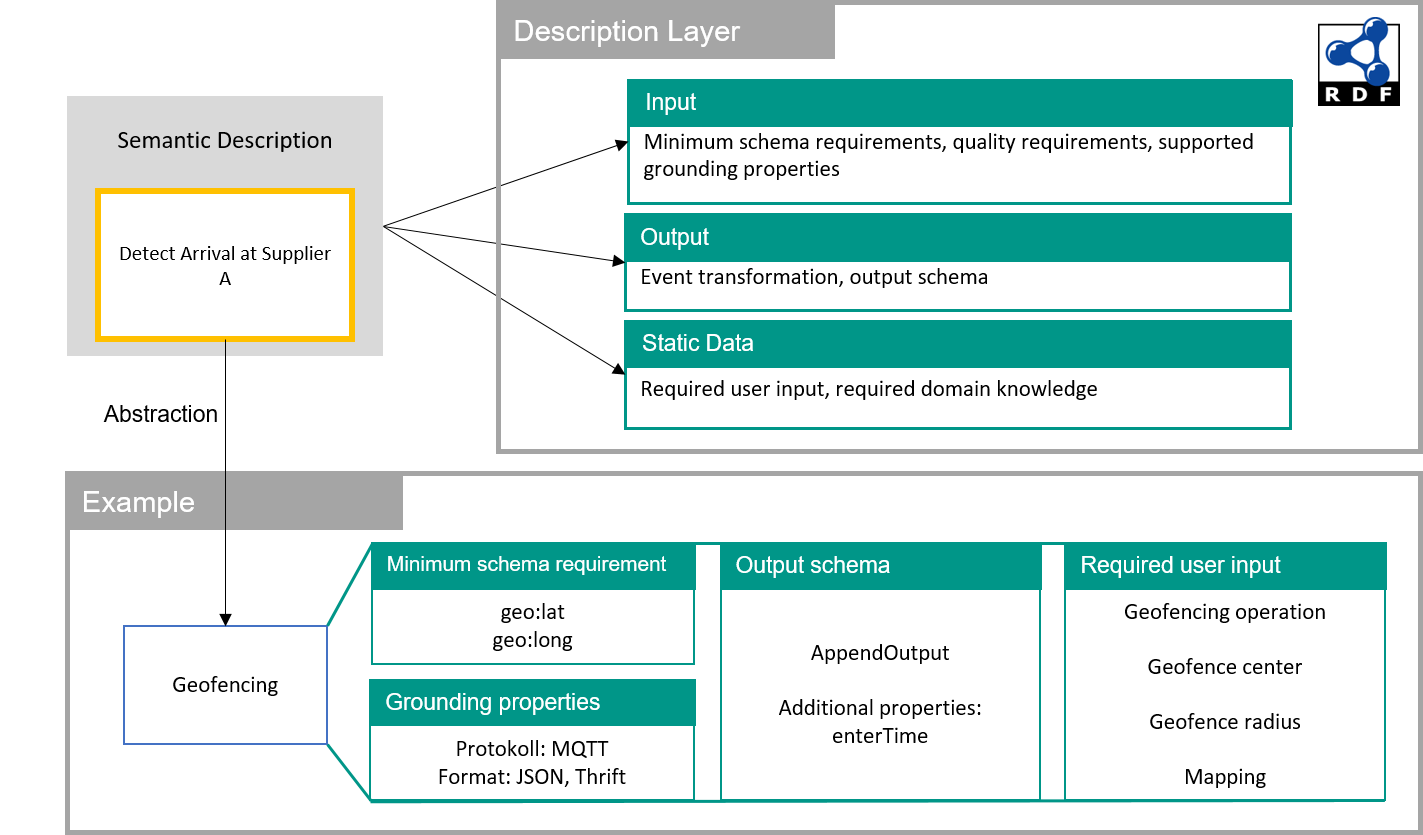 Description Layer
RDF
Semantic Description
Detect Arrival at Supplier
A
Input
Minimum schema requirements, quality requirements, supported
grounding properties
Output
Event transformation, output schema
Static Data
Required user input, required domain knowledge
Abstraction
Example
Geofencing
Minimum schema requirement
geo:lat
geo:long
Grounding properties
Protokoll: MQTT
Format: JSON, Thrift
Output schema
AppendOutput
Additional properties:
enterTime
Required user input
Geofencing operation
Geofence center
Geofence radius
Mapping